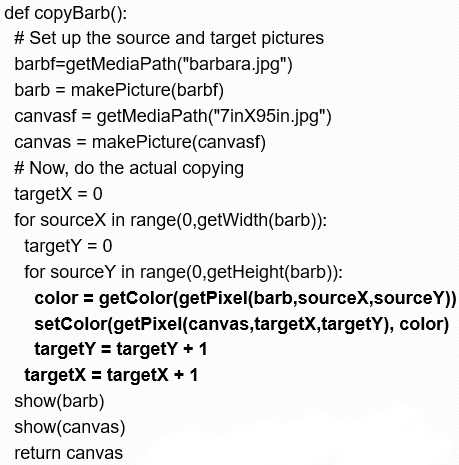 def copyBarb():
# Set up the source and target pictures
barbf=getMediaPath("barbara.jpg")
barb = makePicture(barbf)
canvasf = getMediaPath("7inX95in.jpg")
canvas = makePicture(canvasf)
# Now, do the actual copying
targetX = 0
for sourceX in range(0,getWidth(barb)):
targetY = 0
for sourceY in range(0,getHeight(barb)):
color = getColor(getPixel(barb,sourceX,sourceY))
setColor(getPixel(canvas,targetX,targetY), color)
targetY = targetY + 1
targetX = targetX + 1
show(barb)
show(canvas)
return canvas